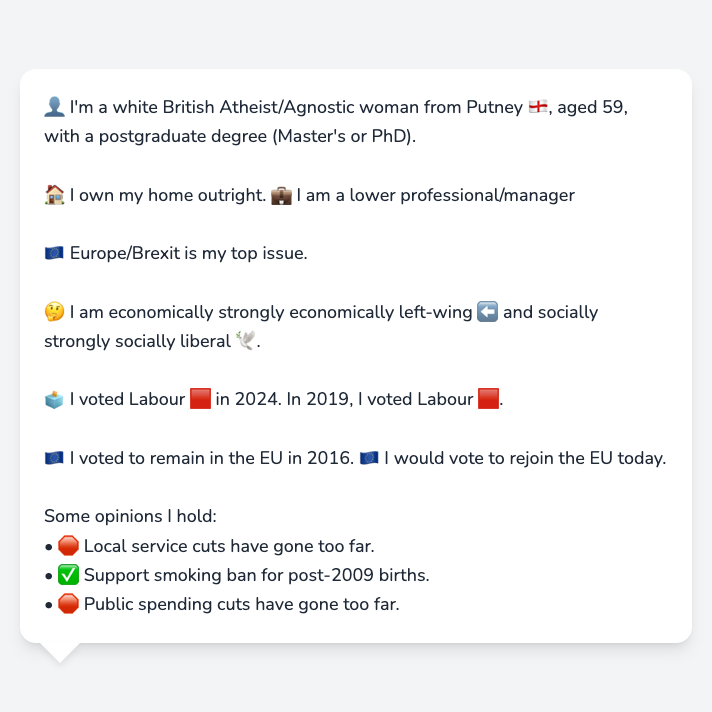 👤 I'm a white British Atheist/Agnostic woman from Putney 🏴󠁧󠁢󠁥󠁮󠁧󠁿, aged 59,
with a postgraduate degree (Master's or PhD).
🏠 I own my home outright. 💼 I am a lower professional/manager
🇪🇺 Europe/Brexit is my top issue.
🤔 I am economically strongly economically left-wing ⬅️ and socially
strongly socially liberal 🕊️.
🗳️ I voted Labour 🟥 in 2024. In 2019, I voted Labour 🟥.
🇪🇺 I voted to remain in the EU in 2016. 🇪🇺 I would vote to rejoin the EU today.
Some opinions I hold:
• 🛑 Local service cuts have gone too far.
• ✅ Support smoking ban for post-2009 births.
• 🛑 Public spending cuts have gone too far.